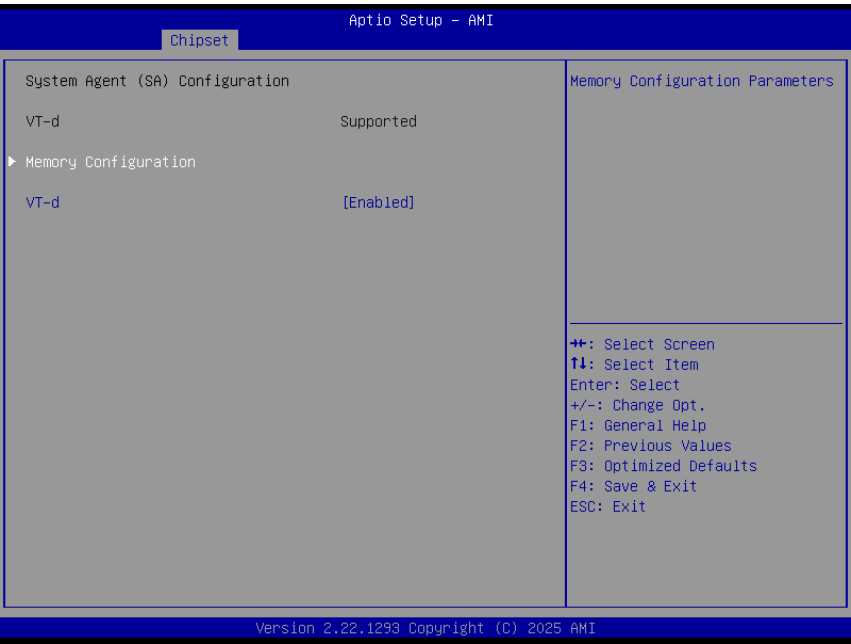 Aptio Setup – AMI
Chipset
System Agent (SA) Configuration
VT-d Supported
Memory Configuration
VT-d [Enabled]
Memory Configuration Parameters
→←: Select Screen
↑↓: Select Item
Enter: Select
+/-: Change Opt.
F1: General Help
F2: Previous Values
F3: Optimized Defaults
F4: Save & Exit
ESC: Exit
Version 2.22.1293 Copyright (C) 2025 AMI